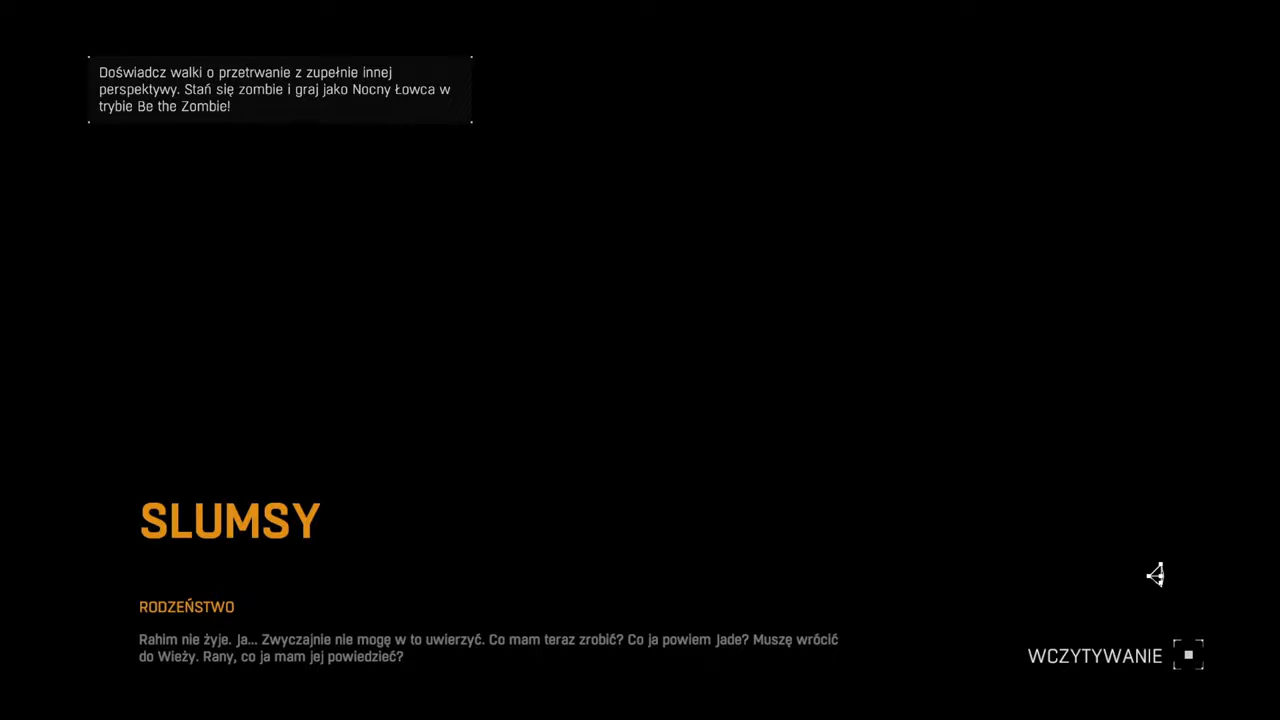 Doświadcz walki o przetrwanie z zupełnie innej
perspektywy. Stań się zombie i graj jako Nocny Łowca w
trybie Be the Zombie!
SLUMSY
RODZEŃSTWO
Rahim nie żyje. Ja... Zwyczajnie nie mogę w to uwierzyć. Co mam teraz zrobić? Co ja powiem Jade? Muszę wrócić
do Wieży. Rany, co ja mam jej powiedzieć?
WCZYTYWANIE